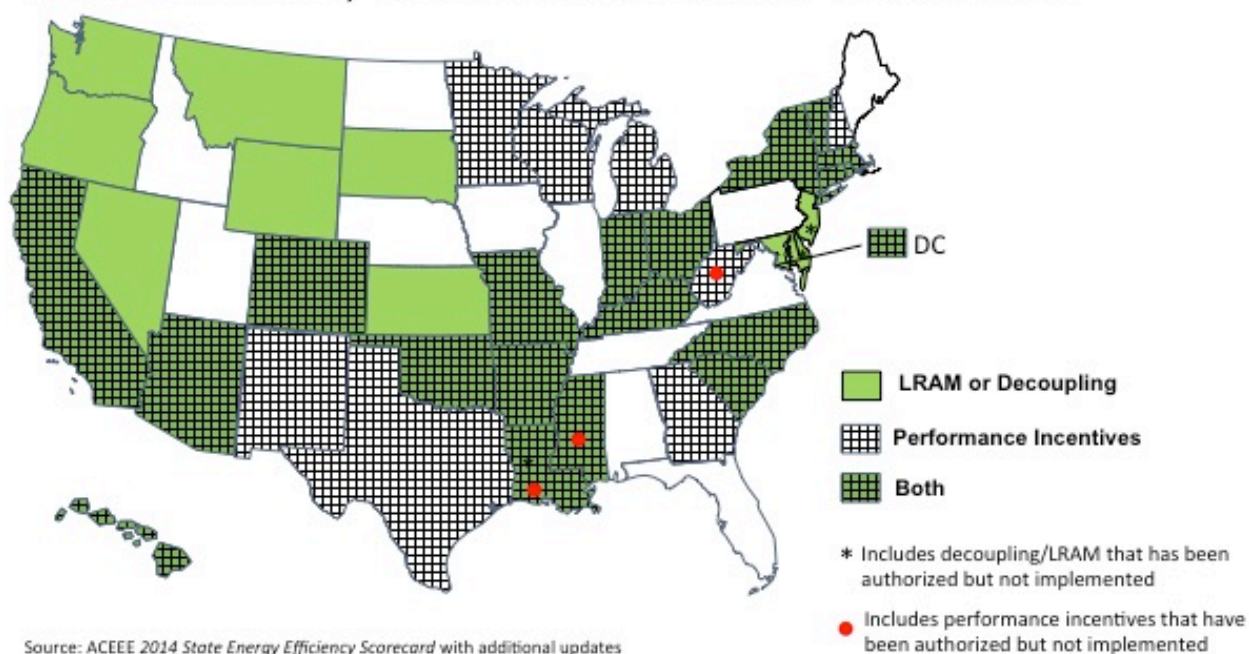 DC
LRAM or Decoupling
Performance Incentives
Both
* Includes decoupling/LRAM that has been
authorized but not implemented
Includes performance incentives that have
been authorized but not implemented
Source: ACEEE 2014 State Energy Efficiency Scorecard with additional updates